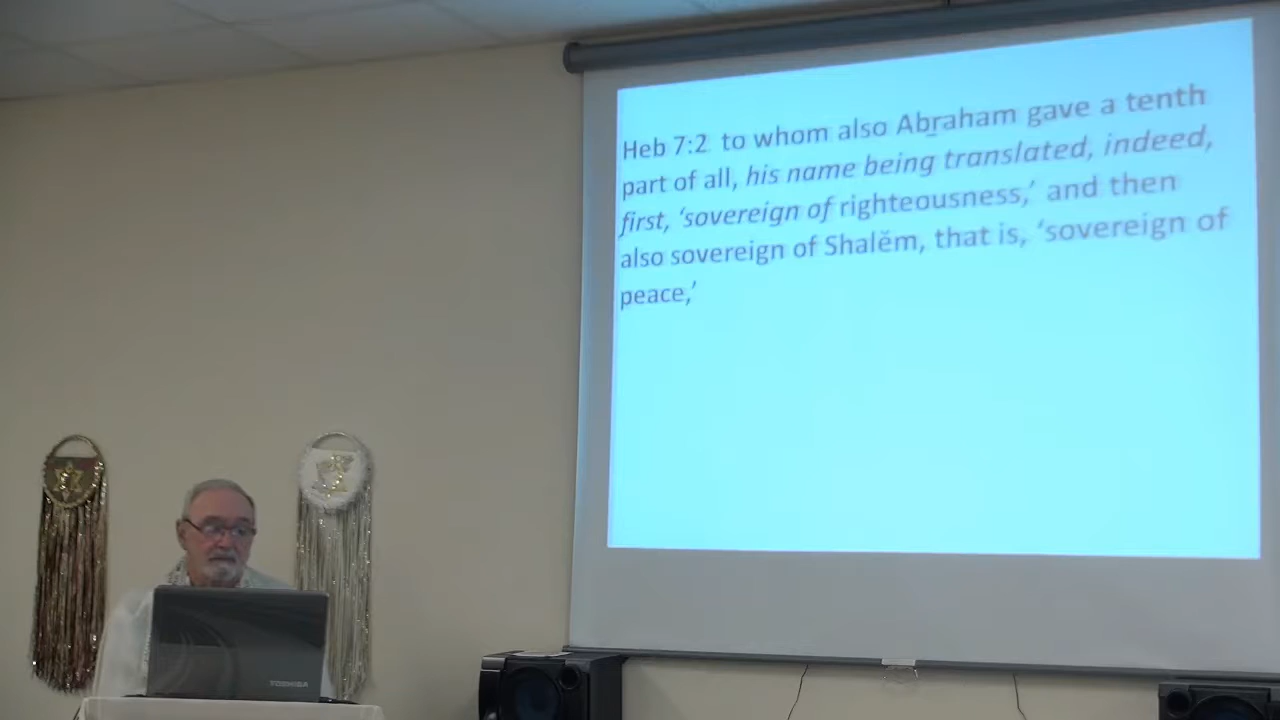 Heb 7:2 to whom also Abraham gave a tenth
part of all, his name being translated, indeed,
first, ‘sovereign of righteousness,’ and then
also sovereign of Shalĕm, that is, ‘sovereign of
peace,’
TOSHIBA